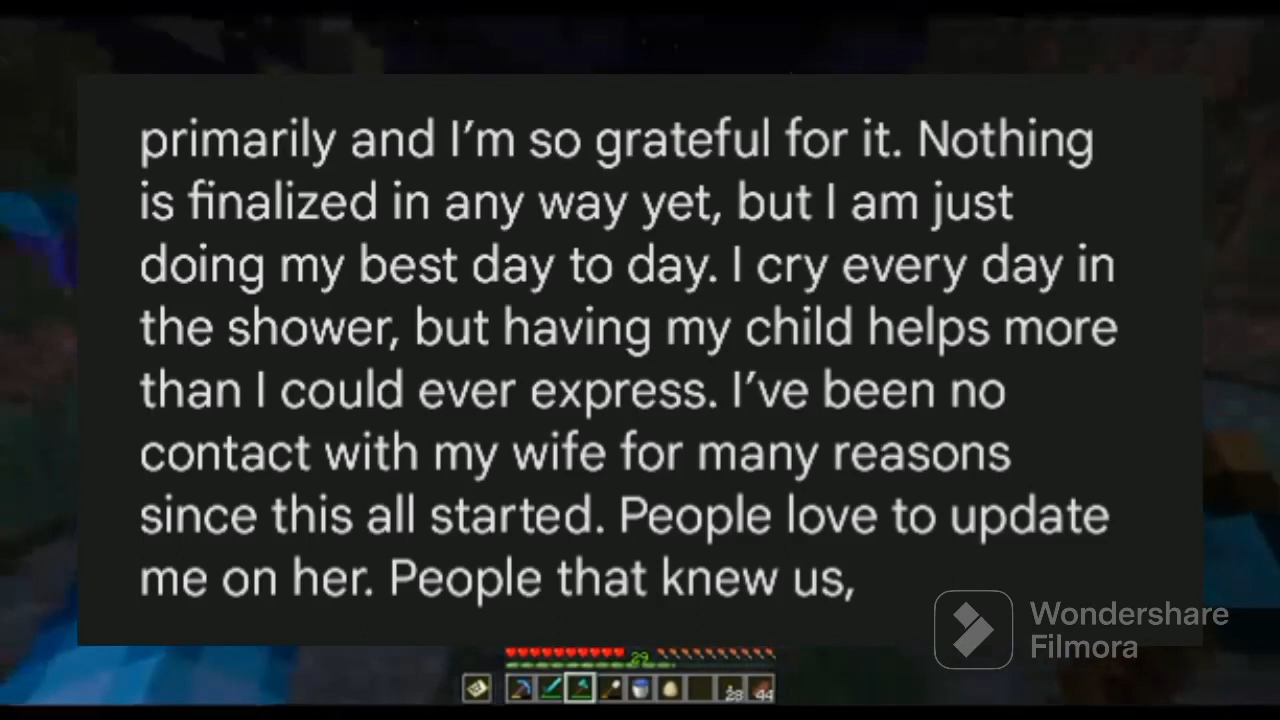 primarily and I’m so grateful for it. Nothing
is finalized in any way yet, but I am just
doing my best day to day. I cry every day in
the shower, but having my child helps more
than I could ever express. I’ve been no
contact with my wife for many reasons
since this all started. People love to update
me on her. People that knew us,
Wondershare
Filmora
29
28 44